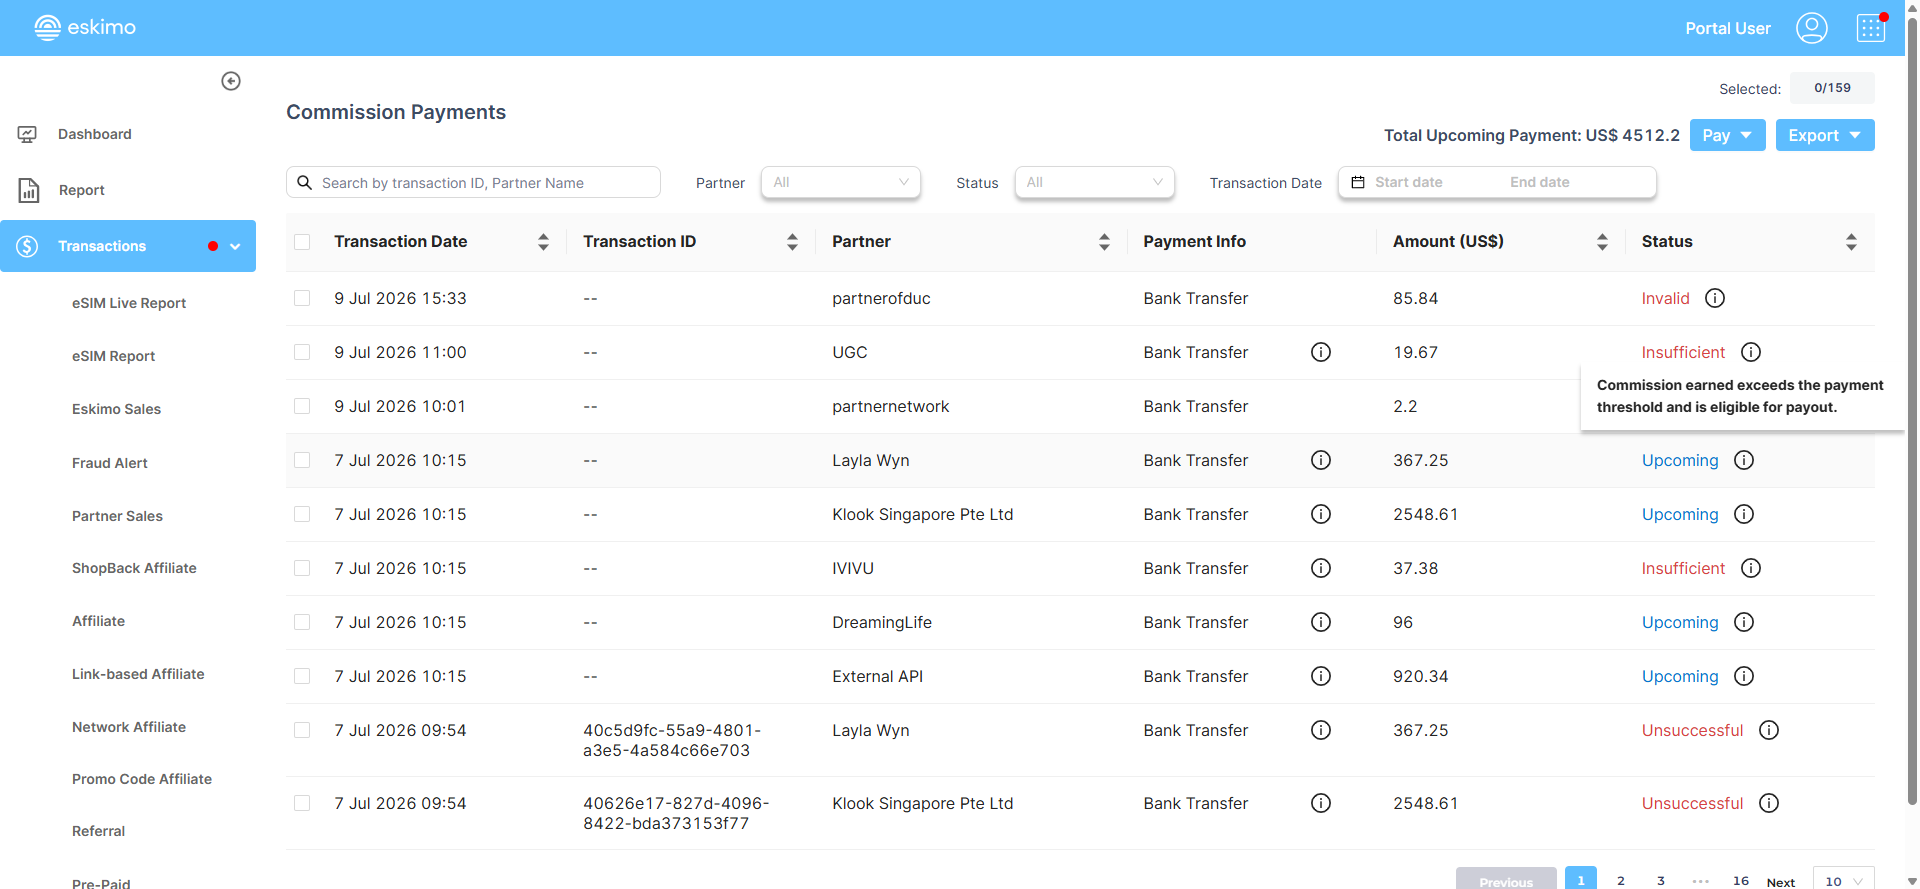 eskimo
Portal User
Selected: 0/159
Commission Payments
Total Upcoming Payment: US$ 4512.2 Pay Export
Search by transaction ID, Partner Name Partner All Status All Transaction Date Start date End date
Dashboard
Report
Transactions
eSIM Live Report
eSIM Report
Eskimo Sales
Fraud Alert
Partner Sales
ShopBack Affiliate
Affiliate
Link-based Affiliate
Network Affiliate
Promo Code Affiliate
Referral
Pre-Paid
Transaction Date Transaction ID Partner Payment Info Amount (US$) Status
9 Jul 2026 15:33 -- partnerofduc Bank Transfer 85.84 Invalid
9 Jul 2026 11:00 -- UGC Bank Transfer 19.67 Insufficient
Commission earned exceeds the payment
threshold and is eligible for payout.
9 Jul 2026 10:01 -- partnernetwork Bank Transfer 2.2
7 Jul 2026 10:15 -- Layla Wyn Bank Transfer 367.25 Upcoming
7 Jul 2026 10:15 -- Klook Singapore Pte Ltd Bank Transfer 2548.61 Upcoming
7 Jul 2026 10:15 -- IVIVU Bank Transfer 37.38 Insufficient
7 Jul 2026 10:15 -- DreamingLife Bank Transfer 96 Upcoming
7 Jul 2026 10:15 -- External API Bank Transfer 920.34 Upcoming
7 Jul 2026 09:54 40c5d9fc-55a9-4801- Layla Wyn Bank Transfer 367.25 Unsuccessful
a3e5-4a584c66e703
7 Jul 2026 09:54 40626e17-827d-4096- Klook Singapore Pte Ltd Bank Transfer 2548.61 Unsuccessful
8422-bda373153f77
Previous 1 2 3 ••• 16 Next 10